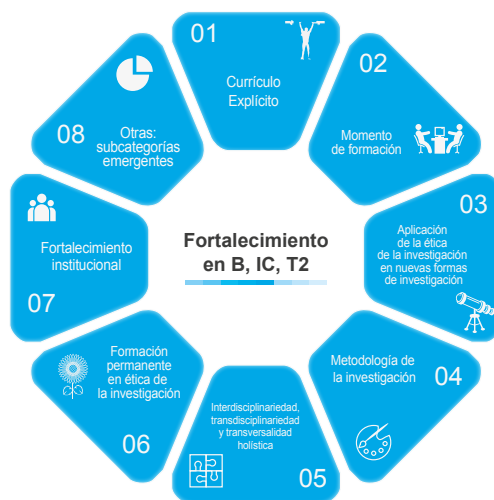 01
Currículo
Explícito
02
Momento
de formación
03
Aplicación
de la ética
de la investigación
en nuevas formas
de investigación
Metodología de
la investigación
04
Interdisciplinariedad,
transdisciplinariedad
y transversalidad
holística
05
Formación
permanente
en ética de
la investigación
06
Fortalecimiento
institucional
07
08
Otras:
subcategorías
emergentes
Fortalecimiento
en B, IC, T2